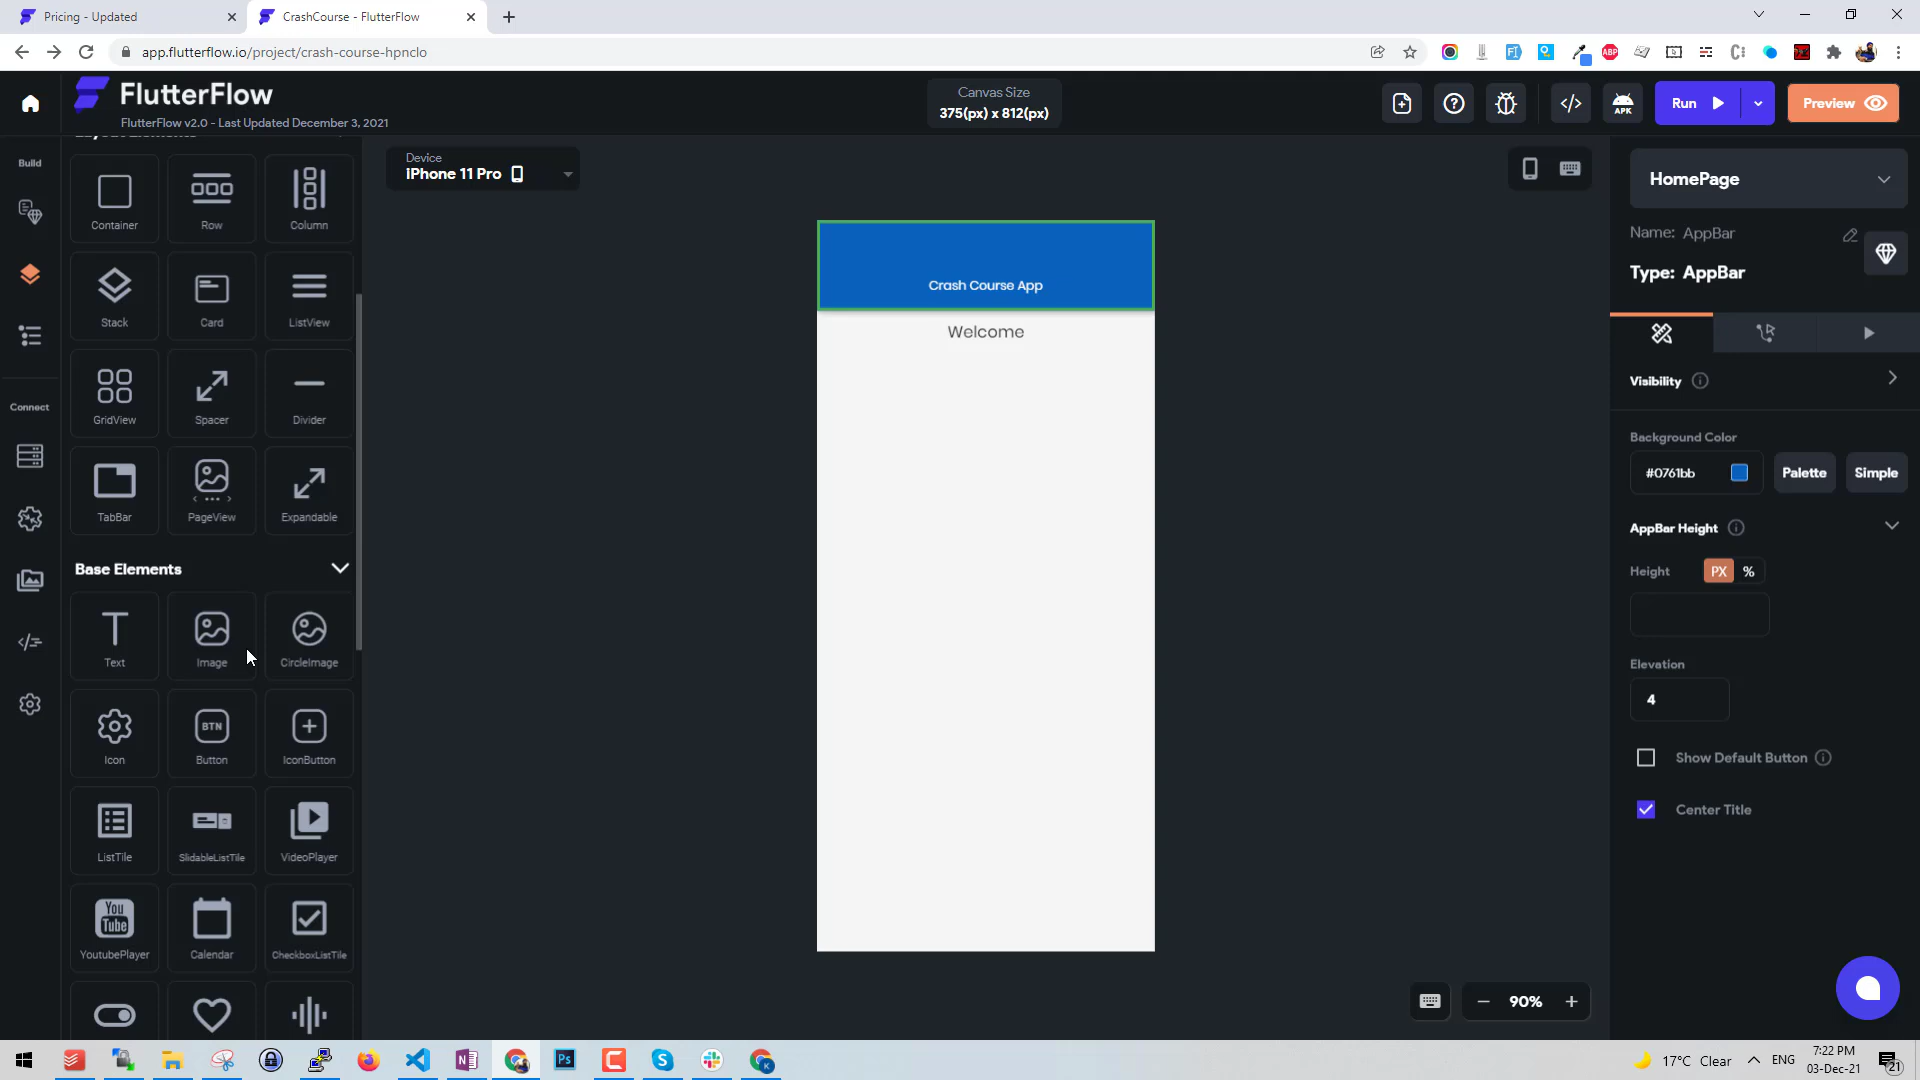 Pricing - Updated
CrashCourse - FlutterFlow
app.flutterflow.io/project/crash-course-hpnclo
FlutterFlow
FlutterFlow v2.0 - Last Updated December 3, 2021
Canvas Size
375(px) x 812(px)
APK
Run
Preview
Build
Connect
Container
Row
Column
Stack
Card
ListView
GridView
Spacer
Divider
TabBar
PageView
Expandable
Base Elements
Text
Image
CircleImage
Icon
BTN
Button
IconButton
ListTile
SlidableListTile
VideoPlayer
You
Tube
YoutubePlayer
Calendar
CheckboxListTile
Device
iPhone 11 Pro
Crash Course App
Welcome
90%
HomePage
Name: AppBar
Type: AppBar
Visibility
Background Color
#0761bb
Palette
Simple
AppBar Height
Height
PX
%
Elevation
4
Show Default Button
Center Title
17°C Clear
ENG
7:22 PM
03-Dec-21
21